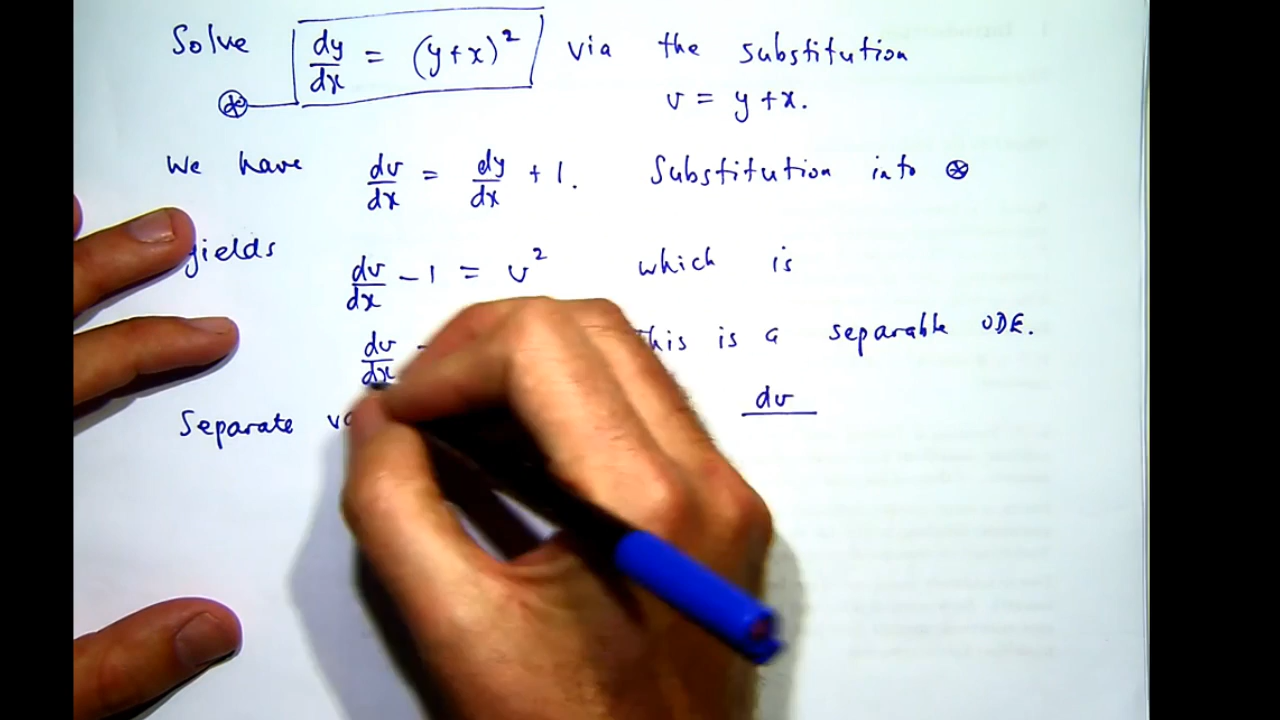 Solve dy/dx = (y+x)² via the substitution
⊛ v = y+x.
We have dv/dx = dy/dx + 1. Substitution into ⊛
yields dv/dx - 1 = v² which is
dv/dx this is a separable ODE.
Separate dv